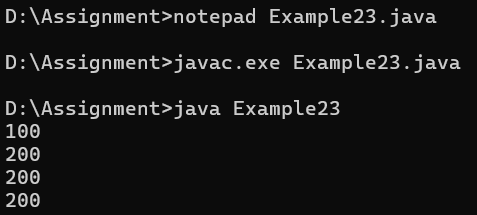 D:\Assignment>notepad Example23.java
D:\Assignment>javac.exe Example23.java
D:\Assignment>java Example23
100
200
200
200